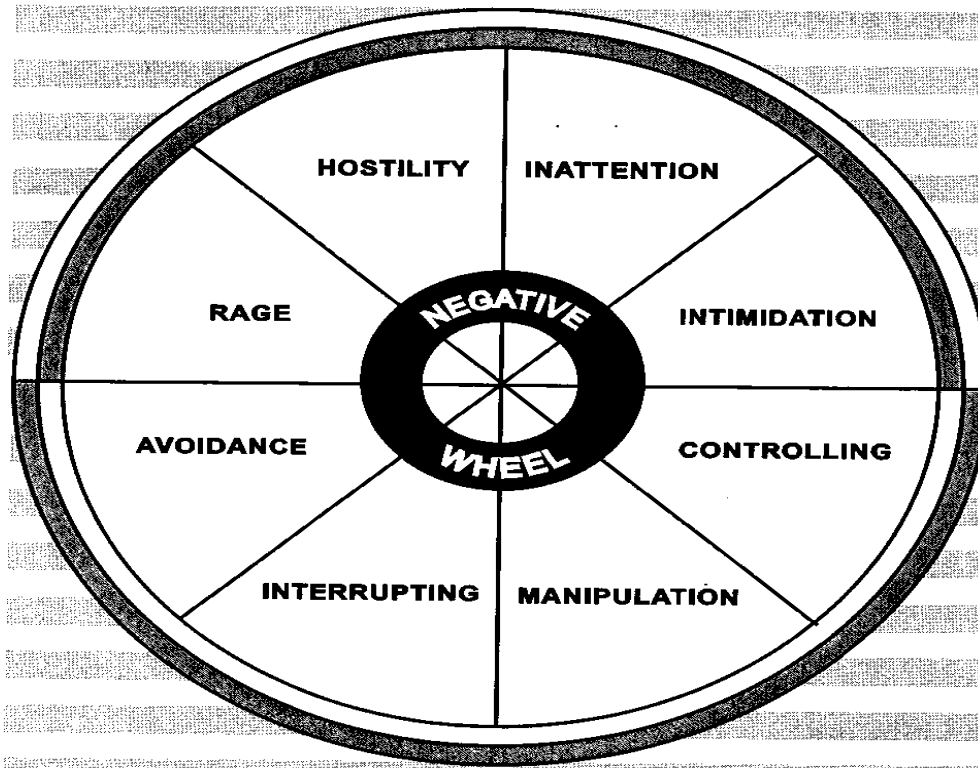 HOSTILITY
INATTENTION
RAGE
INTIMIDATION
NEGATIVE
WHEEL
AVOIDANCE
CONTROLLING
INTERRUPTING
MANIPULATION